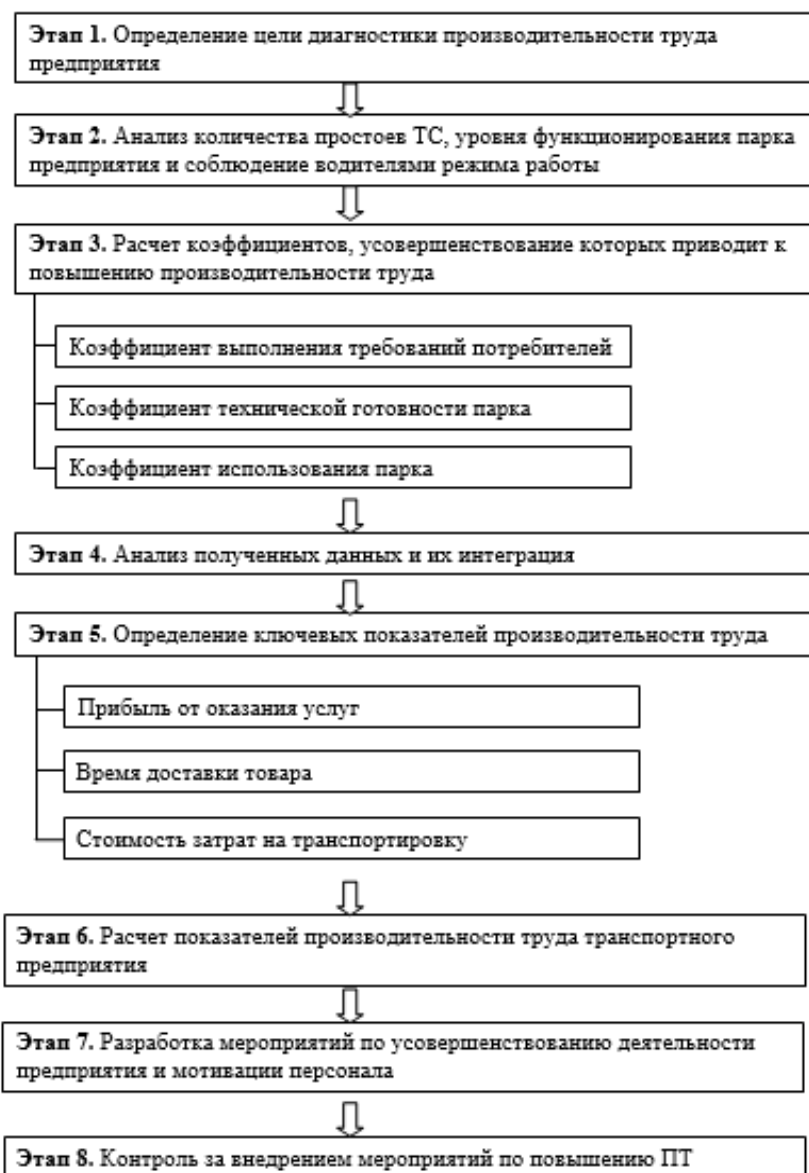 Этап 1. Определение цели диагностики производительности труда
предприятия
Этап 2. Анализ количества простоев ТС, уровня функционирования парка
предприятия и соблюдение водителями режима работы
Этап 3. Расчет коэффициентов, усовершенствование которых приводит к
повышению производительности труда
Коэффициент выполнения требований потребителей
Коэффициент технической готовности парка
Коэффициент использования парка
Этап 4. Анализ полученных данных и их интеграция
Этап 5. Определение ключевых показателей производительности труда
Прибыль от оказания услуг
Время доставки товара
Стоимость затрат на транспортировку
Этап 6. Расчет показателей производительности труда транспортного
предприятия
Этап 7. Разработка мероприятий по усовершенствованию деятельности
предприятия и мотивации персонала
Этап 8. Контроль за внедрением мероприятий по повышению ПТ